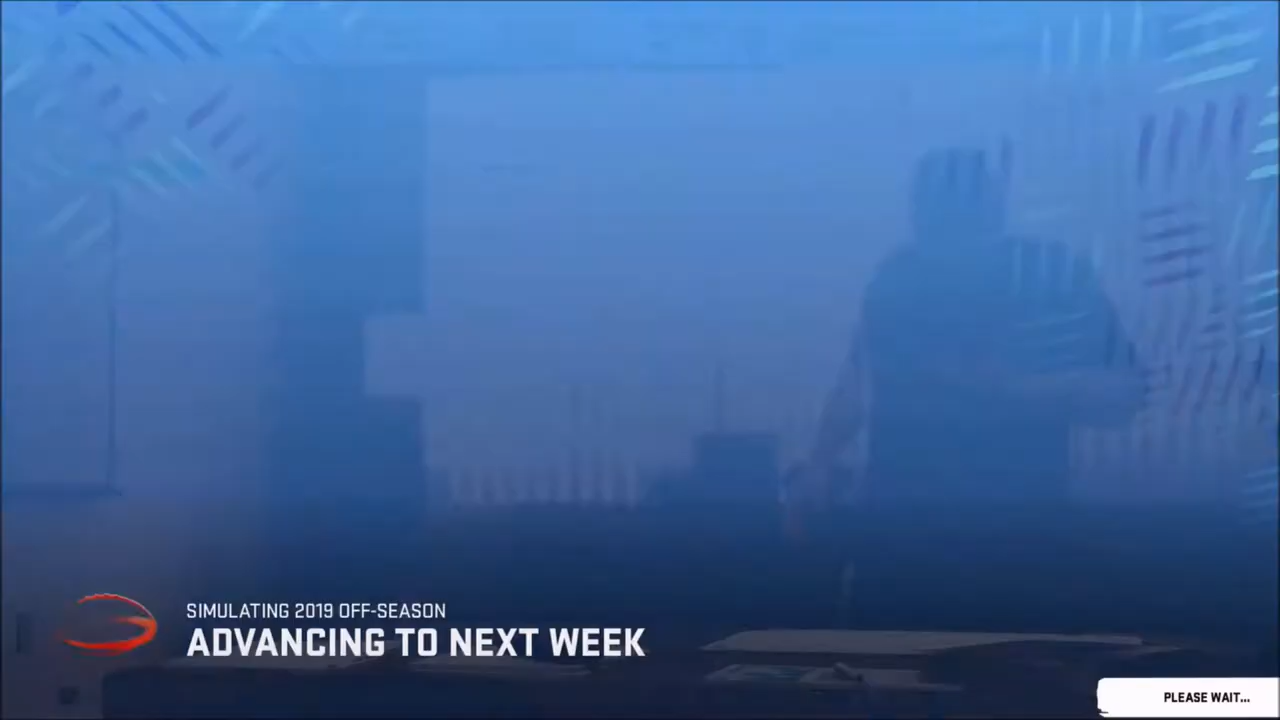 SIMULATING 2019 OFF-SEASON
ADVANCING TO NEXT WEEK
PLEASE WAIT...